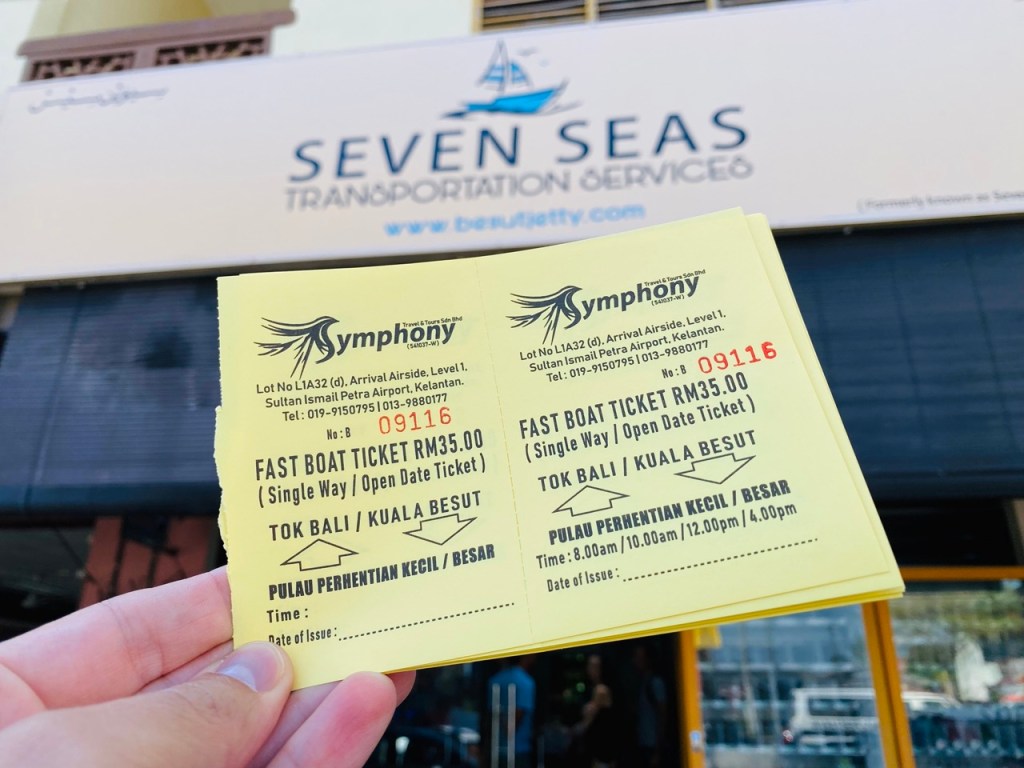 SEVEN SEAS
TRANSPORTATION SERVICES
www.besutjetty.com
( Formerly known as
Symphony
Travel & Tours Sdn Bhd
(541037-W)
Lot No L1A32 (d), Arrival Airside, Level 1,
Sultan Ismail Petra Airport, Kelantan.
Tel : 019-9150795 | 013-9880177
No : B 09116
FAST BOAT TICKET RM35.00
( Single Way / Open Date Ticket )
TOK BALI / KUALA BESUT
PULAU PERHENTIAN KECIL / BESAR
Time :
Date of Issue :
Symphony
Travel & Tours Sdn Bhd
(541037-W)
Lot No L1A32 (d), Arrival Airside, Level 1,
Sultan Ismail Petra Airport, Kelantan.
Tel : 019-9150795 | 013-9880177
No : B 09116
FAST BOAT TICKET RM35.00
( Single Way / Open Date Ticket )
TOK BALI / KUALA BESUT
PULAU PERHENTIAN KECIL / BESAR
Time : 8.00am / 10.00am / 12.00pm / 4.00pm
Date of Issue :